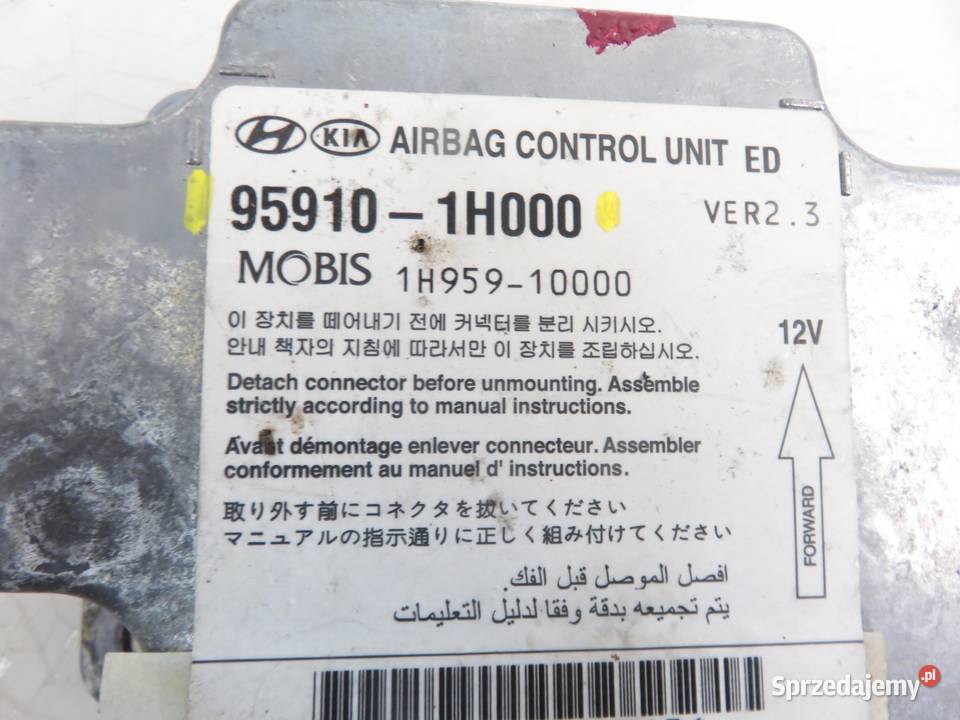 KIA AIRBAG CONTROL UNIT ED
95910-1H000 VER2.3
MOBIS 1H959-10000
이 장치를 떼어내기 전에 커넥터를 분리 시키시오.
안내 책자의 지침에 따라서만 이 장치를 조립하십시오.
12V
Detach connector before unmounting. Assemble
strictly according to manual instructions.
Avant démontage enlever connecteur. Assembler
conformement au manuel d' instructions.
FORWARD
取り外す前にコネクタを抜いてください
マニュアルの指示通りに正しく組み付けてください
افصل الموصل قبل الفك.
يتم تجميعه بدقة وفقا لدليل التعليمات
Sprzedajemy.pl